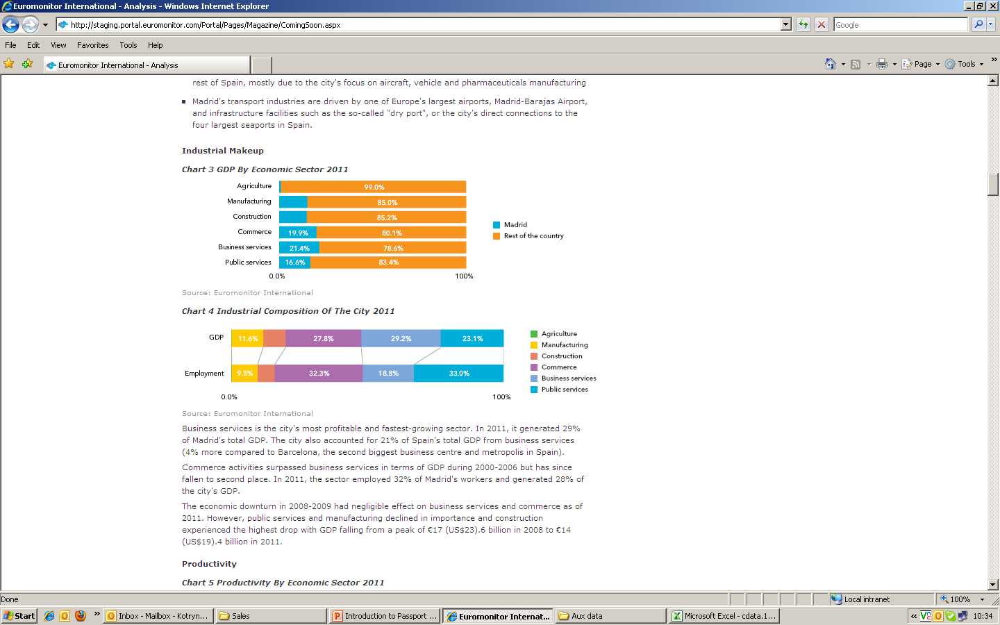 Euromonitor International - Analysis - Windows Internet Explorer
http://staging.portal.euromonitor.com/Portal/Pages/Magazine/ComingSoon.aspx
Google
File Edit View Favorites Tools Help
Euromonitor International - Analysis
Page Tools
rest of Spain, mostly due to the city's focus on aircraft, vehicle and pharmaceuticals manufacturing
Madrid's transport industries are driven by one of Europe's largest airports, Madrid-Barajas Airport,
and infrastructure facilities such as the so-called "dry port", or the city's direct connections to the
four largest seaports in Spain.
Industrial Makeup
Chart 3 GDP By Economic Sector 2011
Agriculture 99.0%
Manufacturing 85.0%
Construction 85.2%
Commerce 19.9% 80.1%
Business services 21.4% 78.6%
Public services 16.6% 83.4%
0.0% 100%
Madrid
Rest of the country
Source: Euromonitor International
Chart 4 Industrial Composition Of The City 2011
GDP 11.6% 27.8% 29.2% 23.1%
Employment 9.5% 32.3% 18.8% 33.0%
0.0% 100%
Agriculture
Manufacturing
Construction
Commerce
Business services
Public services
Source: Euromonitor International
Business services is the city's most profitable and fastest-growing sector. In 2011, it generated 29%
of Madrid's total GDP. The city also accounted for 21% of Spain's total GDP from business services
(4% more compared to Barcelona, the second biggest business centre and metropolis in Spain).
Commerce activities surpassed business services in terms of GDP during 2000-2006 but has since
fallen to second place. In 2011, the sector employed 32% of Madrid's workers and generated 28% of
the city's GDP.
The economic downturn in 2008-2009 had negligible effect on business services and commerce as of
2011. However, public services and manufacturing declined in importance and construction
experienced the highest drop with GDP falling from a peak of €17 (US$23).6 billion in 2008 to €14
(US$19).4 billion in 2011.
Productivity
Chart 5 Productivity By Economic Sector 2011
Done
Local intranet
100%
Start
Inbox - Mailbox - Kotryn...
Sales
Introduction to Passport ...
Euromonitor Internat...
Aux data
Microsoft Excel - cdata.1...
10:34